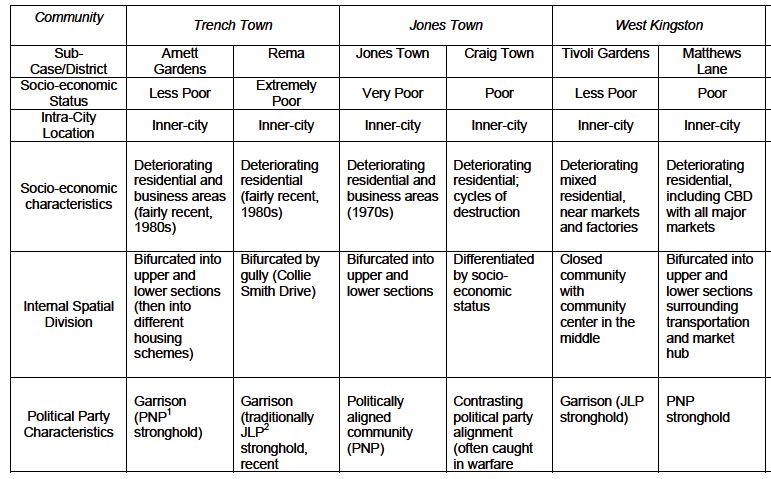 Community
Trench Town
Jones Town
West Kingston
Sub-
Case/District
Arnett
Gardens
Rema
Jones Town
Craig Town
Tivoli Gardens
Matthews
Lane
Socio-economic
Status
Less Poor
Extremely
Poor
Very Poor
Poor
Less Poor
Poor
Intra-City
Location
Inner-city
Inner-city
Inner-city
Inner-city
Inner-city
Inner-city
Socio-economic
characteristics
Deteriorating
residential and
business areas
(fairly recent,
1980s)
Deteriorating
residential
(fairly recent,
1980s)
Deteriorating
residential and
business areas
(1970s)
Deteriorating
residential;
cycles of
destruction
Deteriorating
mixed
residential,
near markets
and factories
Deteriorating
residential,
including CBD
with all major
markets
Internal Spatial
Division
Bifurcated into
upper and
lower sections
(then into
different
housing
schemes)
Bifurcated by
gully (Collie
Smith Drive)
Bifurcated into
upper and
lower sections
Differentiated
by socio-
economic
status
Closed
community
with
community
center in the
middle
Bifurcated into
upper and
lower sections
surrounding
transportation
and market
hub
Political Party
Characteristics
Garrison
(PNP¹
stronghold)
Garrison
(traditionally
JLP²
stronghold,
recent
Politically
aligned
community
(PNP)
Contrasting
political party
alignment
(often caught
in warfare
Garrison (JLP
stronghold)
PNP
stronghold